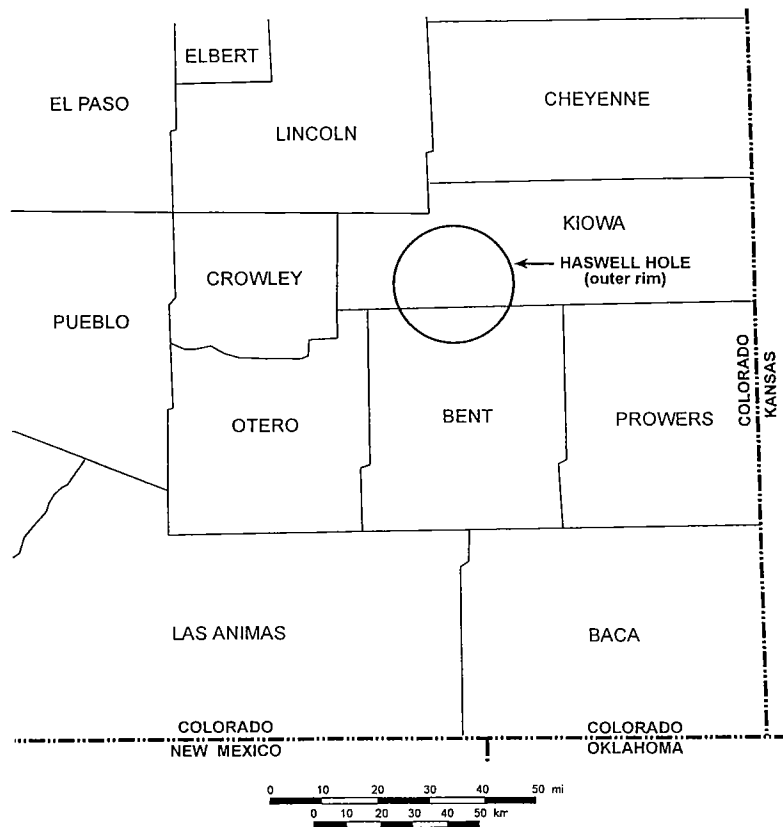 ELBERT
EL PASO
CHEYENNE
LINCOLN
KIOWA
HASWELL HOLE
(outer rim)
CROWLEY
PUEBLO
COLORADO
KANSAS
OTERO
BENT
PROWERS
LAS ANIMAS
BACA
COLORADO
NEW MEXICO
COLORADO
OKLAHOMA
0 10 20 30 40 50 mi
0 10 20 30 40 50 km